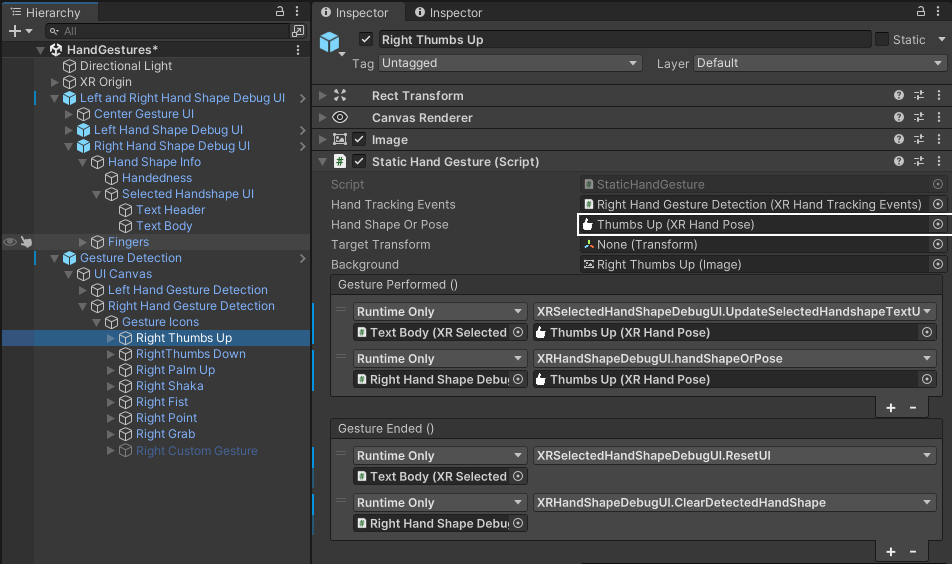 Hierarchy
All
HandGestures*
Directional Light
XR Origin
Left and Right Hand Shape Debug UI
Center Gesture UI
Left Hand Shape Debug UI
Right Hand Shape Debug UI
Hand Shape Info
Handedness
Selected Handshape UI
Text Header
Text Body
Fingers
Gesture Detection
UI Canvas
Left Hand Gesture Detection
Right Hand Gesture Detection
Gesture Icons
Right Thumbs Up
RightThumbs Down
Right Palm Up
Right Shaka
Right Fist
Right Point
Right Grab
Right Custom Gesture
Inspector Inspector
Right Thumbs Up Static
Tag Untagged Layer Default
Rect Transform
Canvas Renderer
Image
Static Hand Gesture (Script)
Script StaticHandGesture
Hand Tracking Events Right Hand Gesture Detection (XR Hand Tracking Events)
Hand Shape Or Pose Thumbs Up (XR Hand Pose)
Target Transform None (Transform)
Background Right Thumbs Up (Image)
Gesture Performed ()
Runtime Only XRSelectedHandShapeDebugUI.UpdateSelectedHandshapeTextU
Text Body (XR Selected Thumbs Up (XR Hand Pose)
Runtime Only XRHandShapeDebugUI.handShapeOrPose
Right Hand Shape Debug Thumbs Up (XR Hand Pose)
+ -
Gesture Ended ()
Runtime Only XRSelectedHandShapeDebugUI.ResetUI
Text Body (XR Selected
Runtime Only XRHandShapeDebugUI.ClearDetectedHandShape
Right Hand Shape Debug
+ -